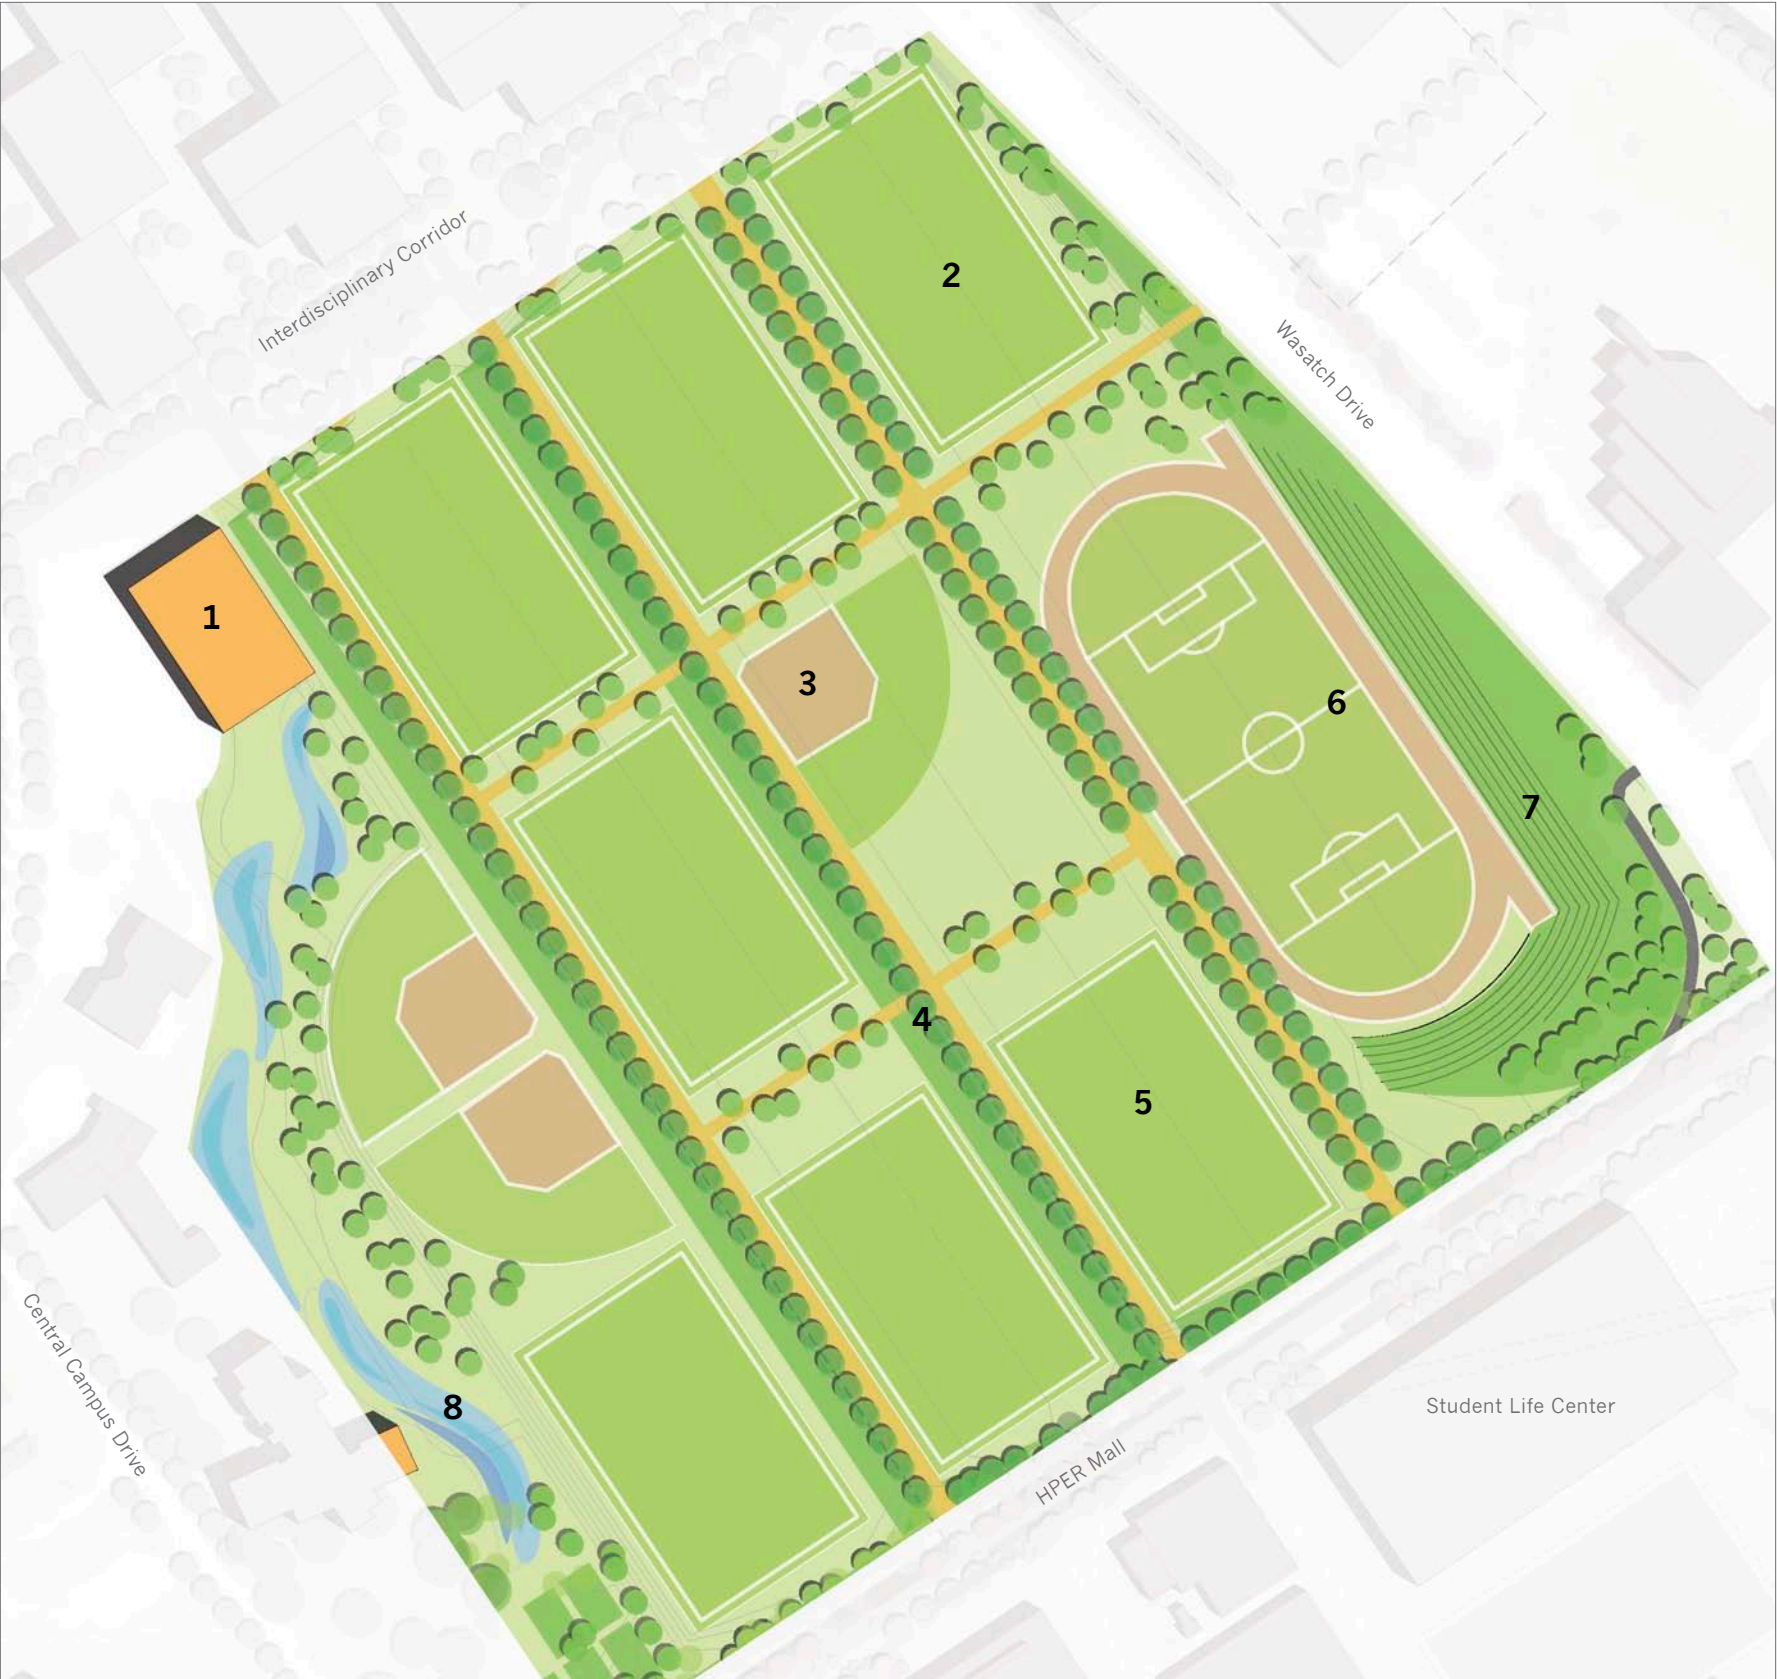 2
Interdisciplinary Corridor
Wasatch Drive
1
3
6
7
4
5
8
Central Campus Drive
Student Life Center
HPER Mall